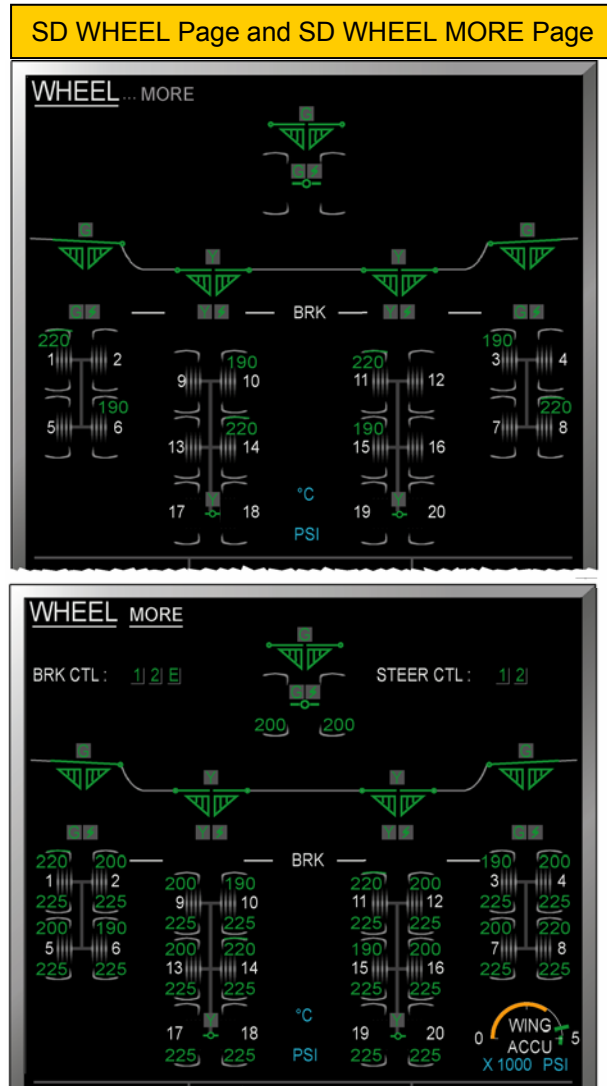 SD WHEEL Page and SD WHEEL MORE Page
WHEEL... MORE
G
G
G G
Y Y
G Y BRK Y G
220 190
1 2 190 220 3 4
9 10 11 12
190 220
5 6 220 190 7 8
13 14 15 16
Y °C Y
17 18 19 20
PSI
WHEEL MORE
G
BRK CTL : 1 2 E STEER CTL : 1 2
G
200 200
G G
Y Y
G Y Y G
BRK
220 200 190 200
1 2 200 190 220 200 3 4
225 225 9 10 11 12 225 225
200 190 225 225 225 225 200 220
5 6 200 220 190 200 7 8
225 225 13 14 15 16 225 225
225 225 225 225
Y °C Y
17 18 19 20 0 WING 5
ACCU
225 225 PSI 225 225 X 1000 PSI